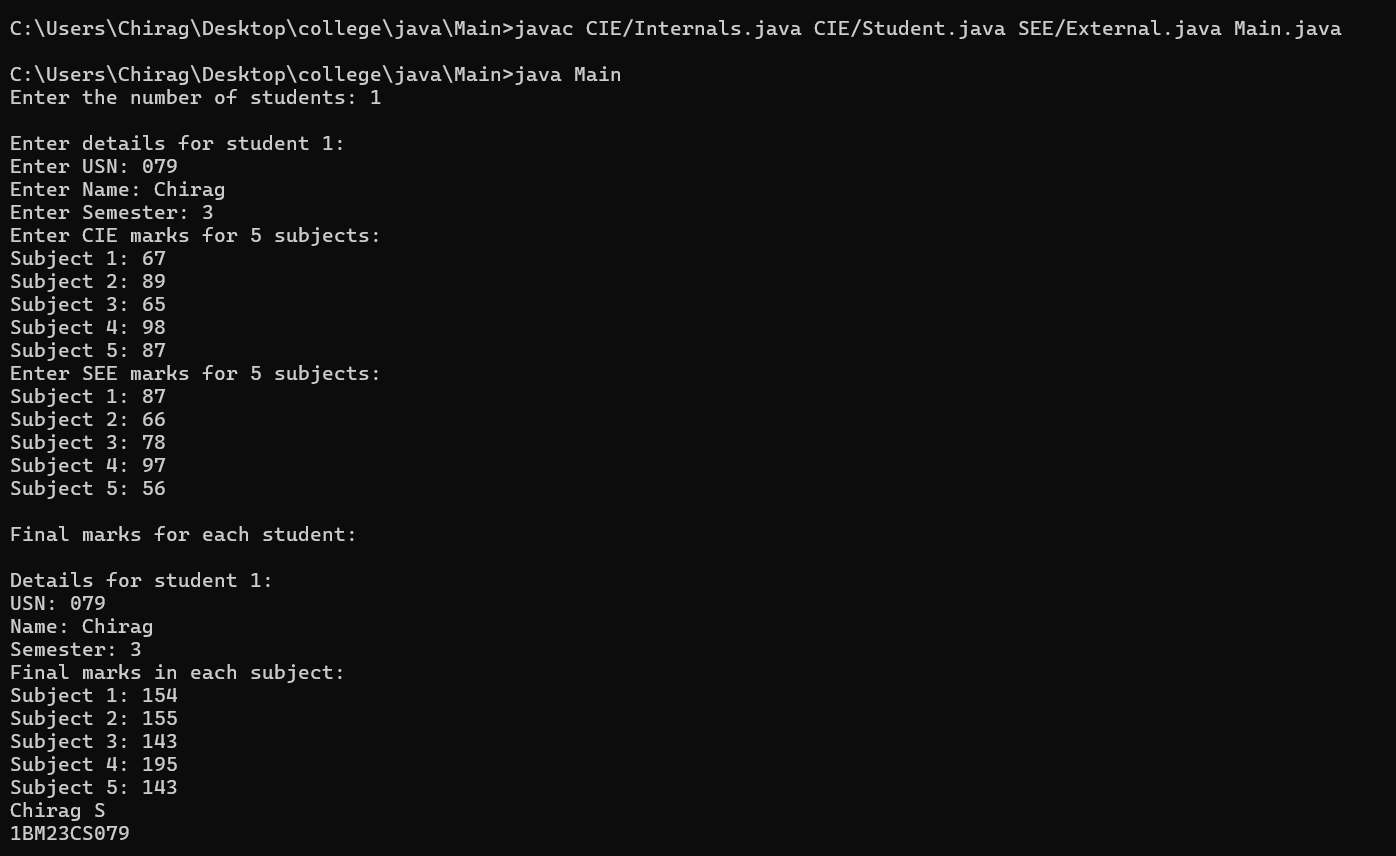 C:\Users\Chirag\Desktop\college\java\Main>javac CIE/Internals.java CIE/Student.java SEE/External.java Main.java
C:\Users\Chirag\Desktop\college\java\Main>java Main
Enter the number of students: 1
Enter details for student 1:
Enter USN: 079
Enter Name: Chirag
Enter Semester: 3
Enter CIE marks for 5 subjects:
Subject 1: 67
Subject 2: 89
Subject 3: 65
Subject 4: 98
Subject 5: 87
Enter SEE marks for 5 subjects:
Subject 1: 87
Subject 2: 66
Subject 3: 78
Subject 4: 97
Subject 5: 56
Final marks for each student:
Details for student 1:
USN: 079
Name: Chirag
Semester: 3
Final marks in each subject:
Subject 1: 154
Subject 2: 155
Subject 3: 143
Subject 4: 195
Subject 5: 143
Chirag S
1BM23CS079